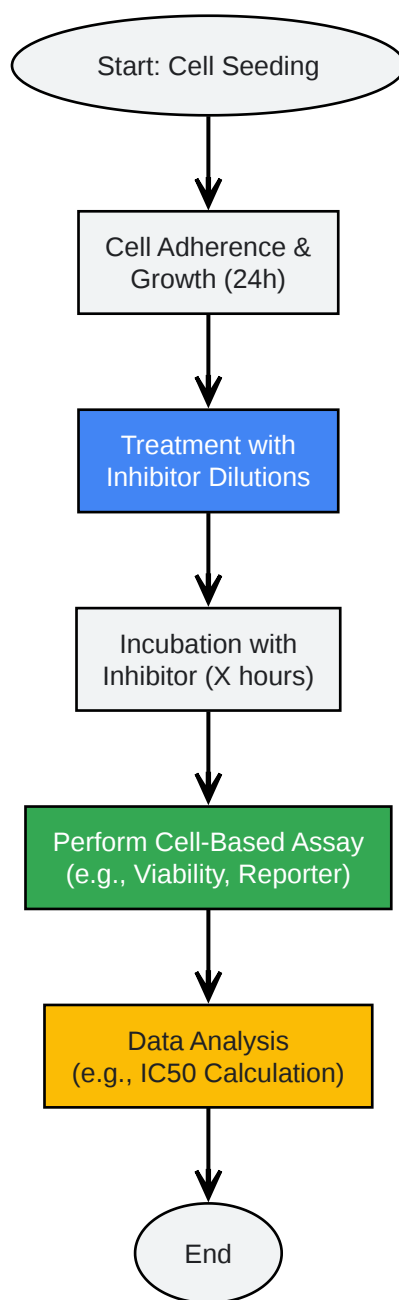 Start: Cell Seeding
Cell Adherence &
Growth (24h)
Treatment with
Inhibitor Dilutions
Incubation with
Inhibitor (X hours)
Perform Cell-Based Assay
(e.g., Viability, Reporter)
Data Analysis
(e.g., IC50 Calculation)
End